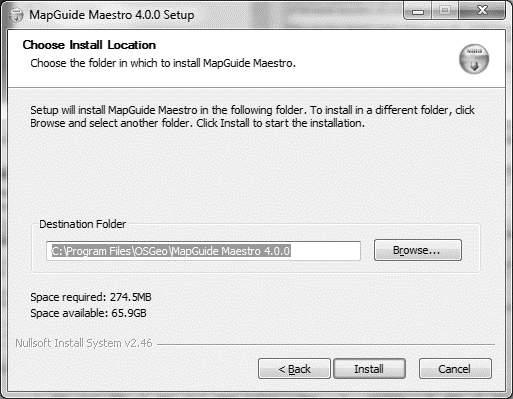 MapGuide Maestro 4.0.0 Setup
Choose Install Location
Choose the folder in which to install MapGuide Maestro.
Setup will install MapGuide Maestro in the following folder. To install in a different folder, click
Browse and select another folder. Click Install to start the installation.
Destination Folder
C:\Program Files\OSGeo\MapGuide Maestro 4.0.0
Browse...
Space required: 274.5MB
Space available: 65.9GB
Nullsoft Install System v2.46
< Back
Install
Cancel